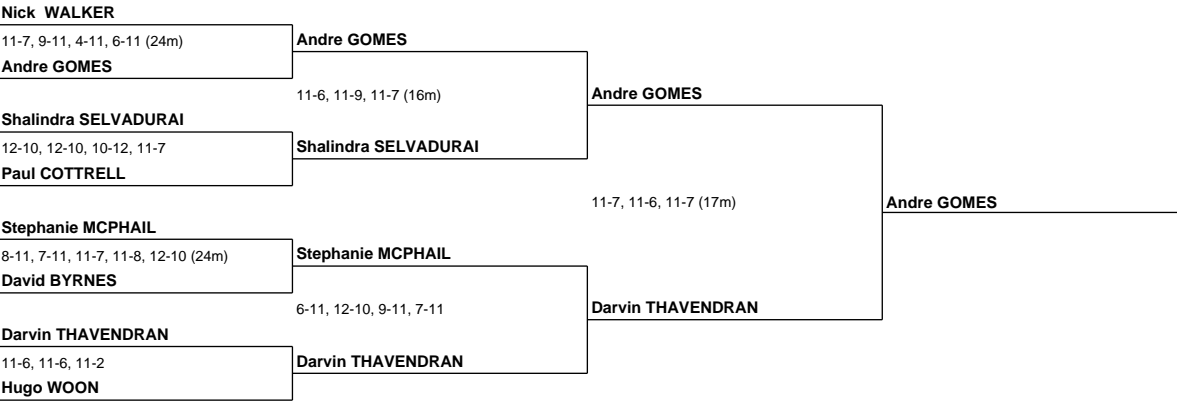 Nick WALKER
11-7, 9-11, 4-11, 6-11 (24m)
Andre GOMES
Andre GOMES
11-6, 11-9, 11-7 (16m)
Andre GOMES
Shalindra SELVADURAI
12-10, 12-10, 10-12, 11-7
Shalindra SELVADURAI
Paul COTTRELL
11-7, 11-6, 11-7 (17m)
Andre GOMES
Stephanie MCPHAIL
8-11, 7-11, 11-7, 11-8, 12-10 (24m)
Stephanie MCPHAIL
David BYRNES
6-11, 12-10, 9-11, 7-11
Darvin THAVENDRAN
Darvin THAVENDRAN
11-6, 11-6, 11-2
Darvin THAVENDRAN
Hugo WOON